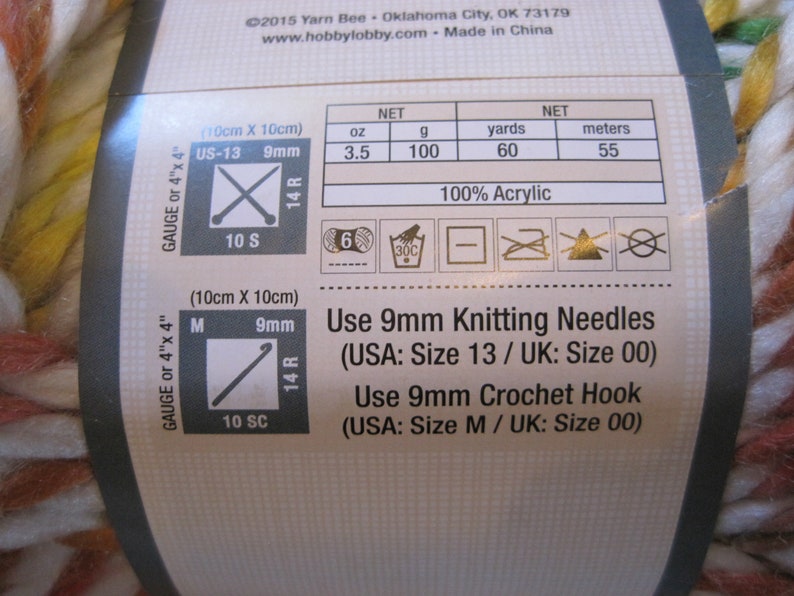 ©2015 Yarn Bee • Oklahoma City, OK 73179
www.hobbylobby.com • Made in China
(10cm X 10cm)
GAUGE or 4"x 4"
US-13 9mm
14 R
10 S
NET NET
oz g yards meters
3.5 100 60 55
100% Acrylic
6
30C
(10cm X 10cm)
GAUGE or 4"x 4"
M 9mm
14 R
10 SC
Use 9mm Knitting Needles
(USA: Size 13 / UK: Size 00)
Use 9mm Crochet Hook
(USA: Size M / UK: Size 00)